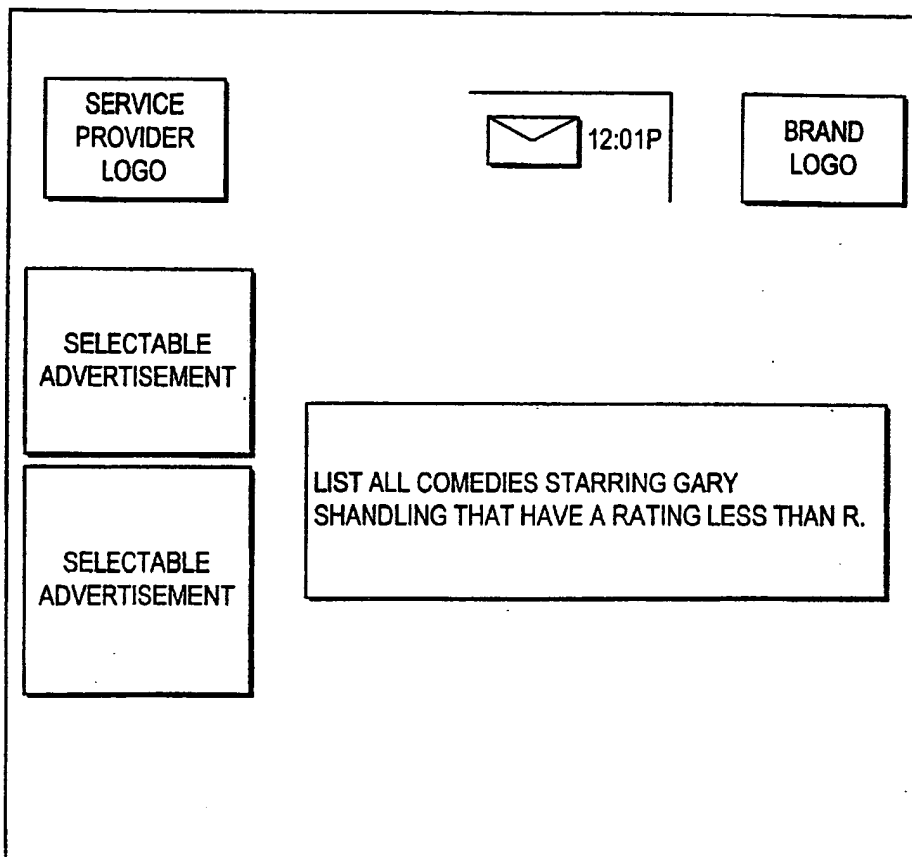 SERVICE
PROVIDER
LOGO
12:01P
BRAND
LOGO
SELECTABLE
ADVERTISEMENT
LIST ALL COMEDIES STARRING GARY
SHANDLING THAT HAVE A RATING LESS THAN R.
SELECTABLE
ADVERTISEMENT